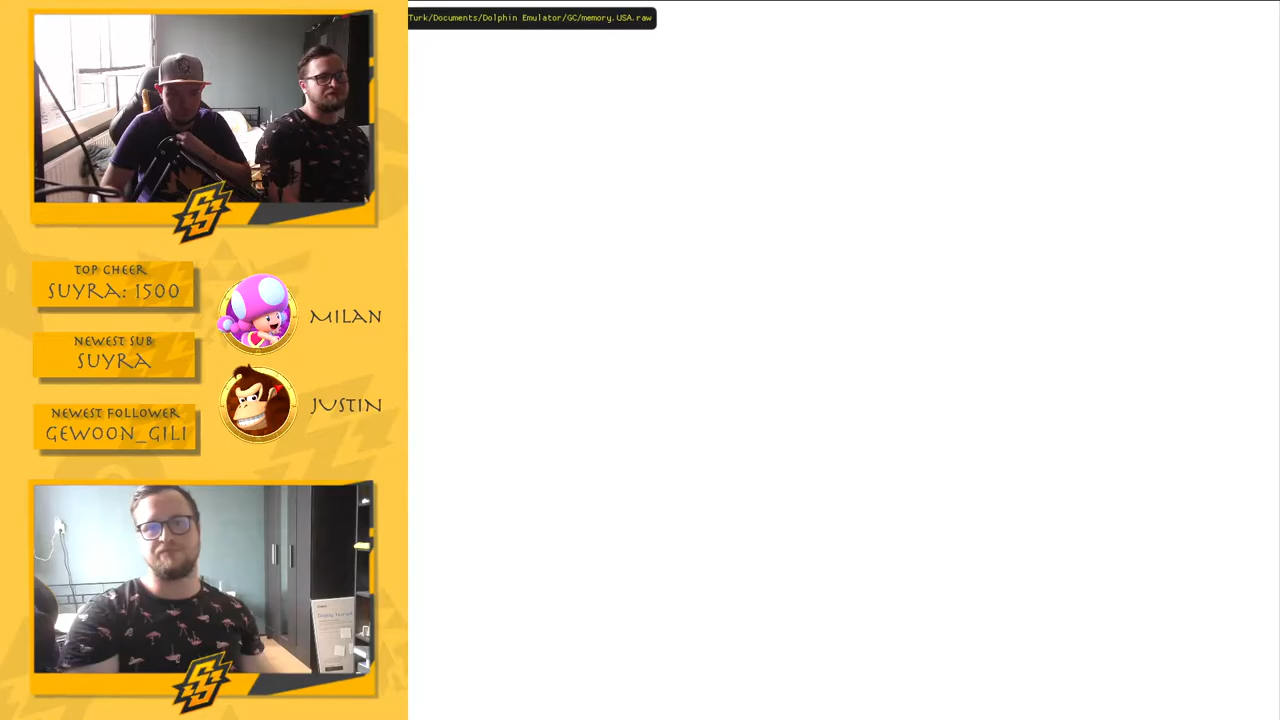 Turk/Documents/Dolphin Emulator/GC/memory.USA.raw
TOP CHEER
SUYRA: 1500
NEWEST SUB
SUYRA
NEWEST FOLLOWER
GEWOON_GILI
MILAN
JUSTIN